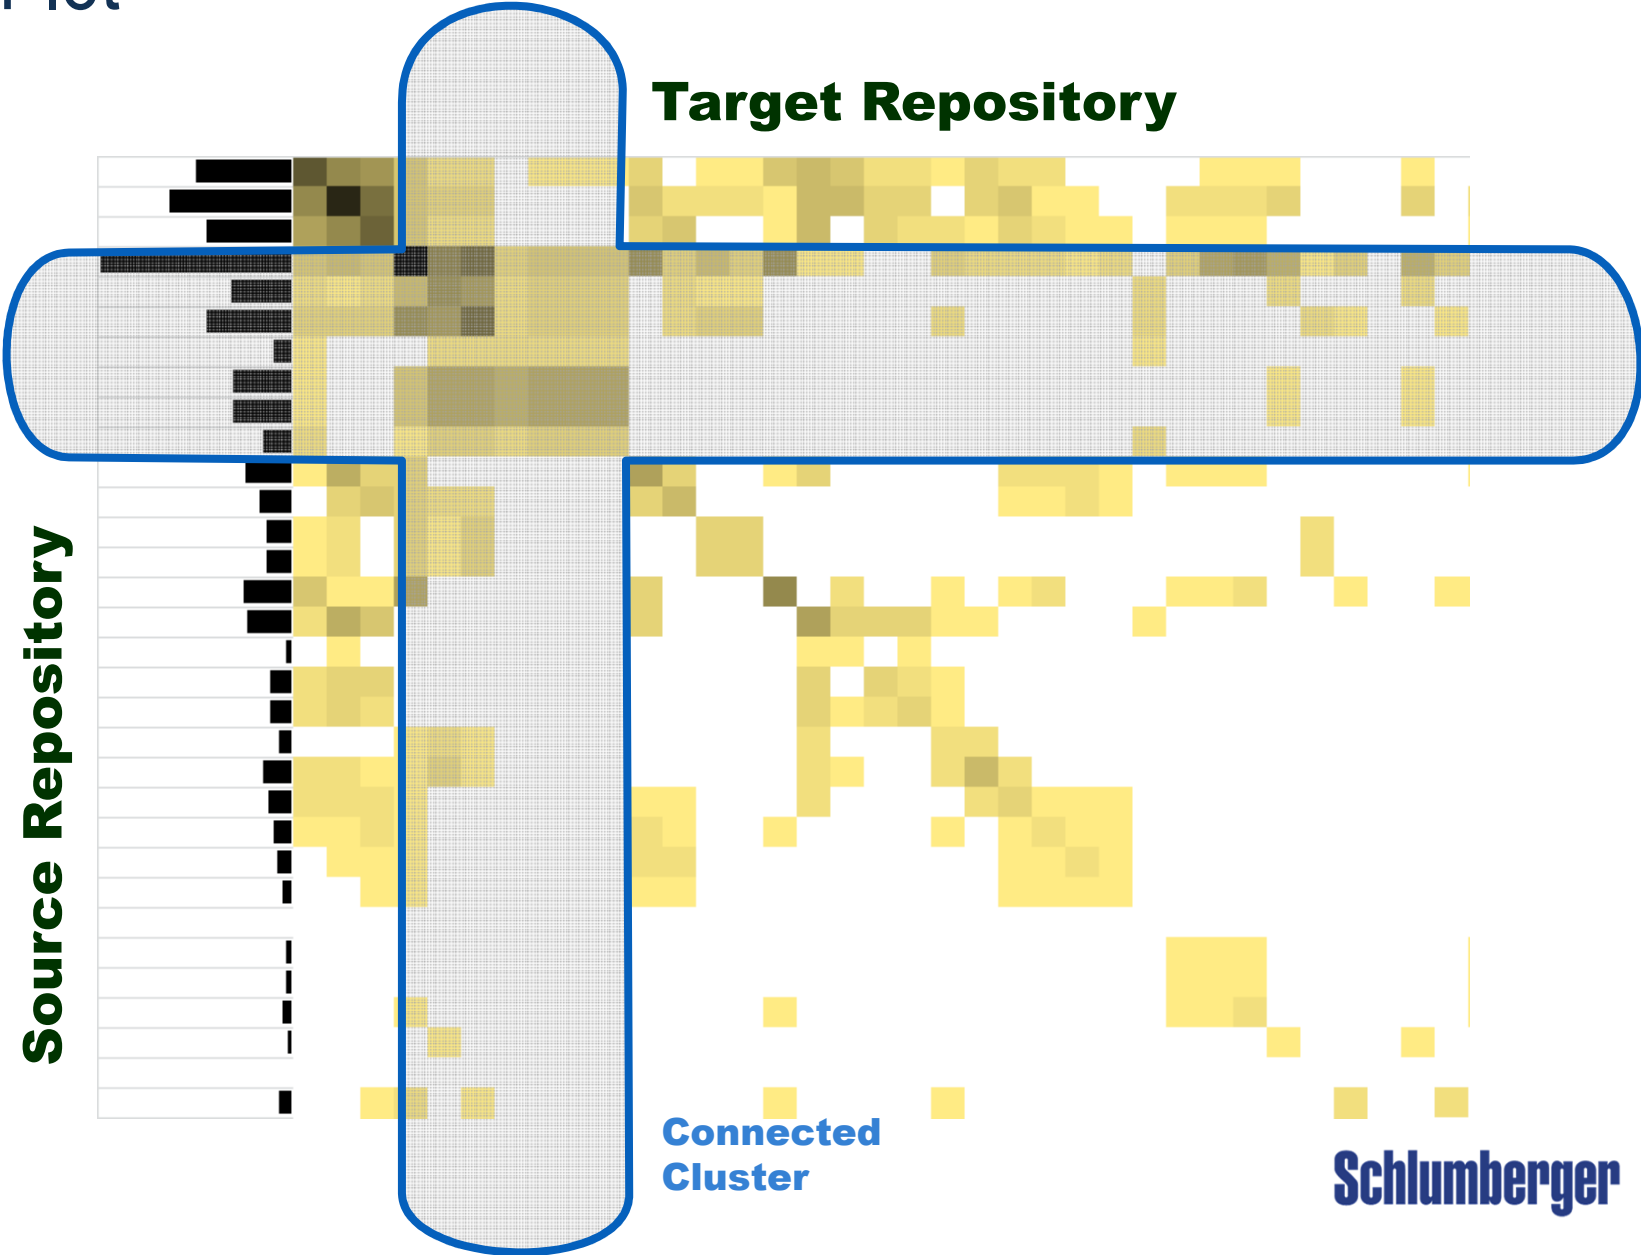 Target Repository
Source Repository
Connected
Cluster
Schlumberger